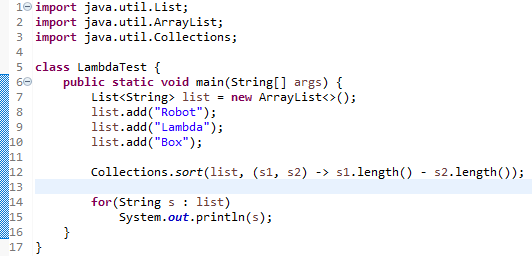 1 import java.util.List;
2 import java.util.ArrayList;
3 import java.util.Collections;
4
5 class LambdaTest {
6     public static void main(String[] args) {
7         List<String> list = new ArrayList<>();
8         list.add("Robot");
9         list.add("Lambda");
10         list.add("Box");
11
12         Collections.sort(list, (s1, s2) -> s1.length() - s2.length());
13
14         for(String s : list)
15             System.out.println(s);
16     }
17 }